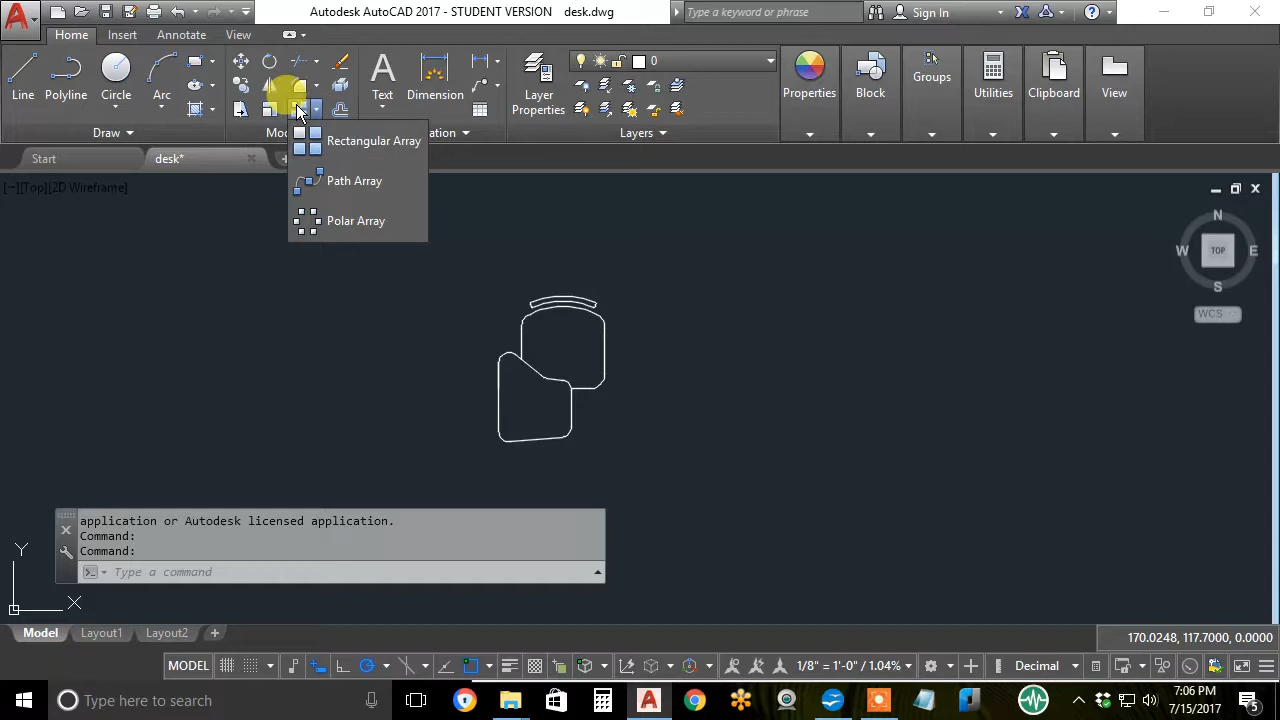 Autodesk AutoCAD 2017 - STUDENT VERSION desk.dwg
Type a keyword or phrase
Sign In
Home Insert Annotate View
Line Polyline Circle Arc
Text Dimension
Layer Properties
0
Properties Block Groups Utilities Clipboard View
Draw
Layers
Start desk*
Rectangular Array
Path Array
Polar Array
[−][Top][2D Wireframe]
N
W TOP E
S
WCS
application or Autodesk licensed application.
Command:
Command:
Type a command
Y
X
Model Layout1 Layout2
170.0248, 117.7000, 0.0000
MODEL
1/8" = 1'-0" / 1.04%
Decimal
Type here to search
7:06 PM
7/15/2017
5